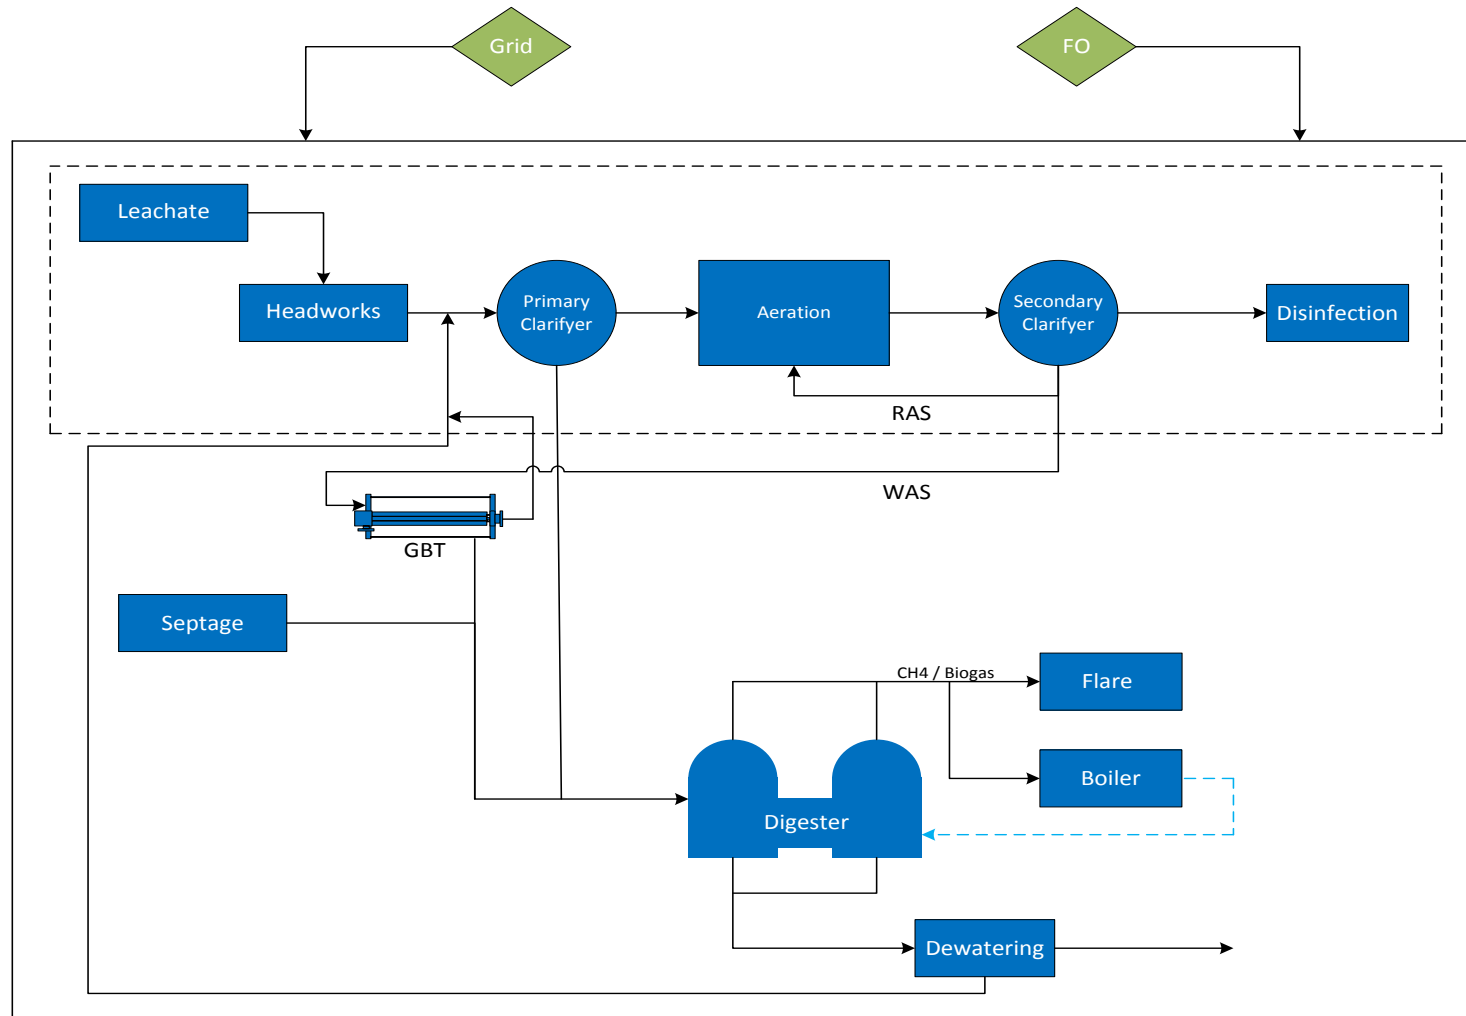 Grid
FO
Leachate
Headworks
Primary
Clarifyer
Aeration
Secondary
Clarifyer
Disinfection
RAS
WAS
GBT
Septage
CH4 / Biogas
Flare
Boiler
Digester
Dewatering